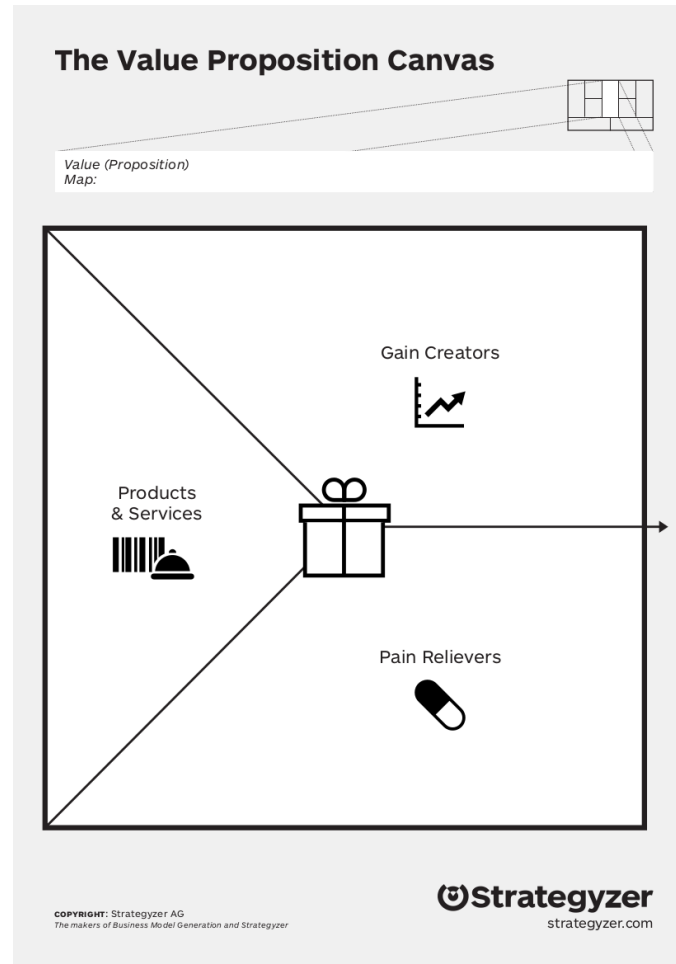 The Value Proposition Canvas
Value (Proposition)
Map:
Gain Creators
Products
& Services
Pain Relievers
Strategyzer
COPYRIGHT: Strategyzer AG
The makers of Business Model Generation and Strategyzer
strategyzer.com